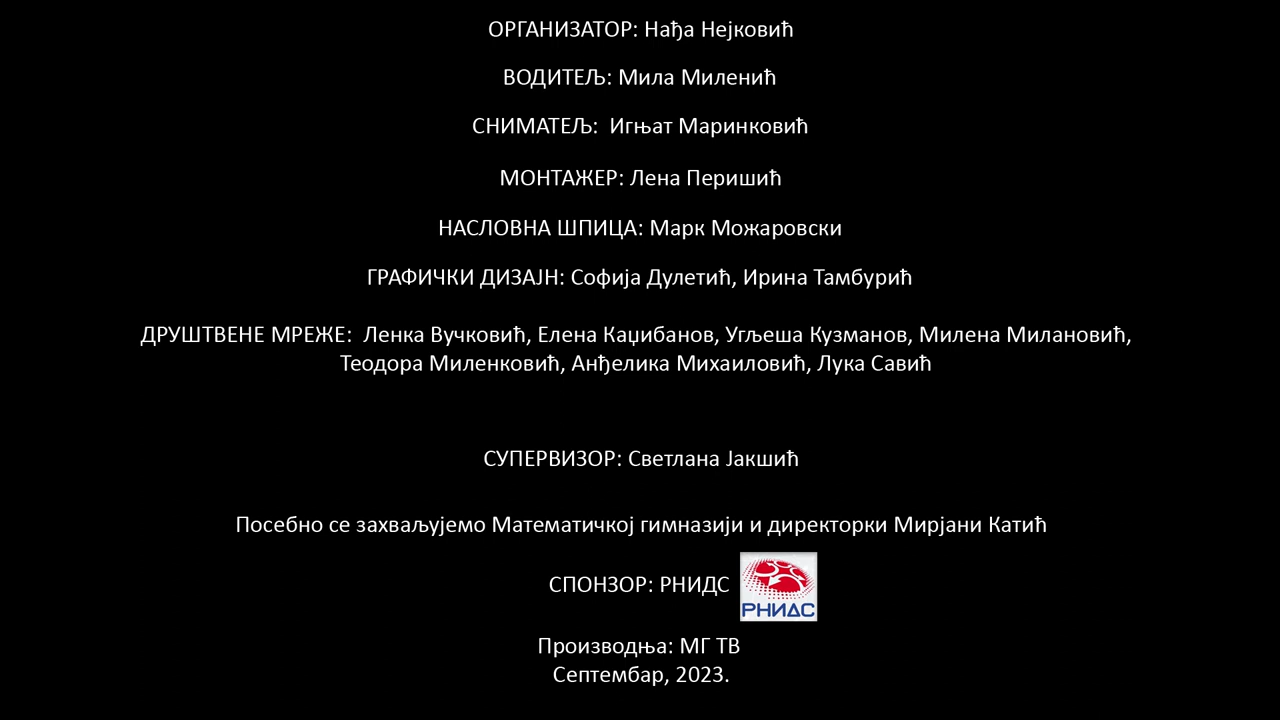 ОРГАНИЗАТОР: Нађа Нејковић
ВОДИТЕЉ: Мила Миленић
СНИМАТЕЉ:  Игњат Маринковић
МОНТАЖЕР: Лена Перишић
НАСЛОВНА ШПИЦА: Марк Можаровски
ГРАФИЧКИ ДИЗАЈН: Софија Дулетић, Ирина Тамбурић
ДРУШТВЕНЕ МРЕЖЕ:  Ленка Вучковић, Елена Каџибанов, Угљеша Кузманов, Милена Милановић,
Теодора Миленковић, Анђелика Михаиловић, Лука Савић
СУПЕРВИЗОР: Светлана Јакшић
Посебно се захваљујемо Математичкој гимназији и директорки Мирјани Катић
СПОНЗОР: РНИДС
РНИДС
Производња: МГ ТВ
Септембар, 2023.